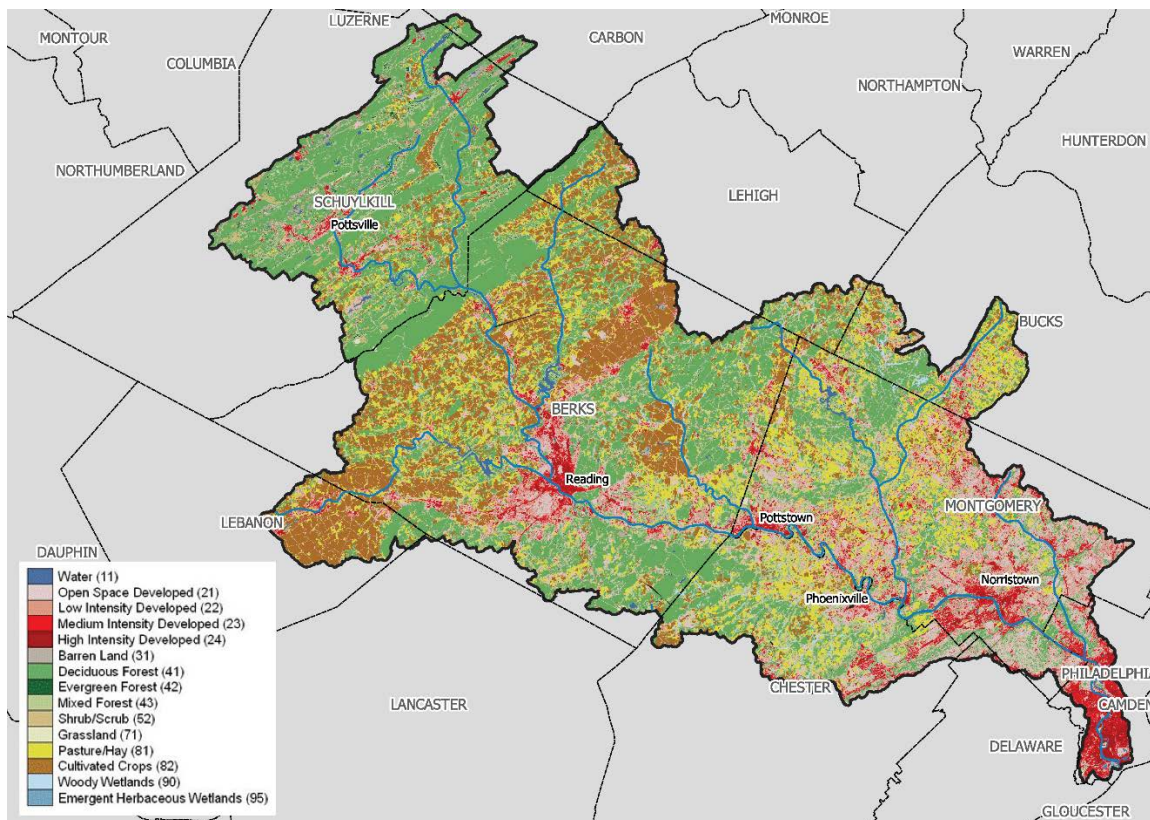 LUZERNE
MONROE
MONTOUR
CARBON
WARREN
COLUMBIA
NORTHAMPTON
HUNTERDON
NORTHUMBERLAND
LEHIGH
SCHUYLKILL
Pottsville
BUCKS
BERKS
Reading
MONTGOMERY
Pottstown
LEBANON
DAUPHIN
Norristown
Phoenixville
PHILADELPHIA
CHESTER
CAMDEN
LANCASTER
DELAWARE
GLOUCESTER
Water (11)
Open Space Developed (21)
Low Intensity Developed (22)
Medium Intensity Developed (23)
High Intensity Developed (24)
Barren Land (31)
Deciduous Forest (41)
Evergreen Forest (42)
Mixed Forest (43)
Shrub/Scrub (52)
Grassland (71)
Pasture/Hay (81)
Cultivated Crops (82)
Woody Wetlands (90)
Emergent Herbaceous Wetlands (95)